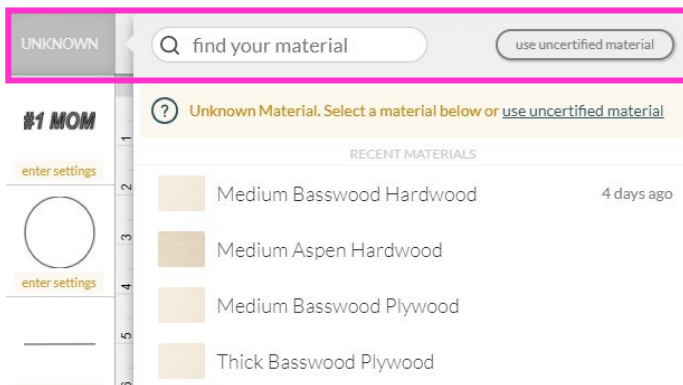 UNKNOWN
find your material
use uncertified material
#1 MOM
enter settings
enter settings
1
2
3
4
5
6
Unknown Material. Select a material below or use uncertified material
RECENT MATERIALS
Medium Basswood Hardwood 4 days ago
Medium Aspen Hardwood
Medium Basswood Plywood
Thick Basswood Plywood